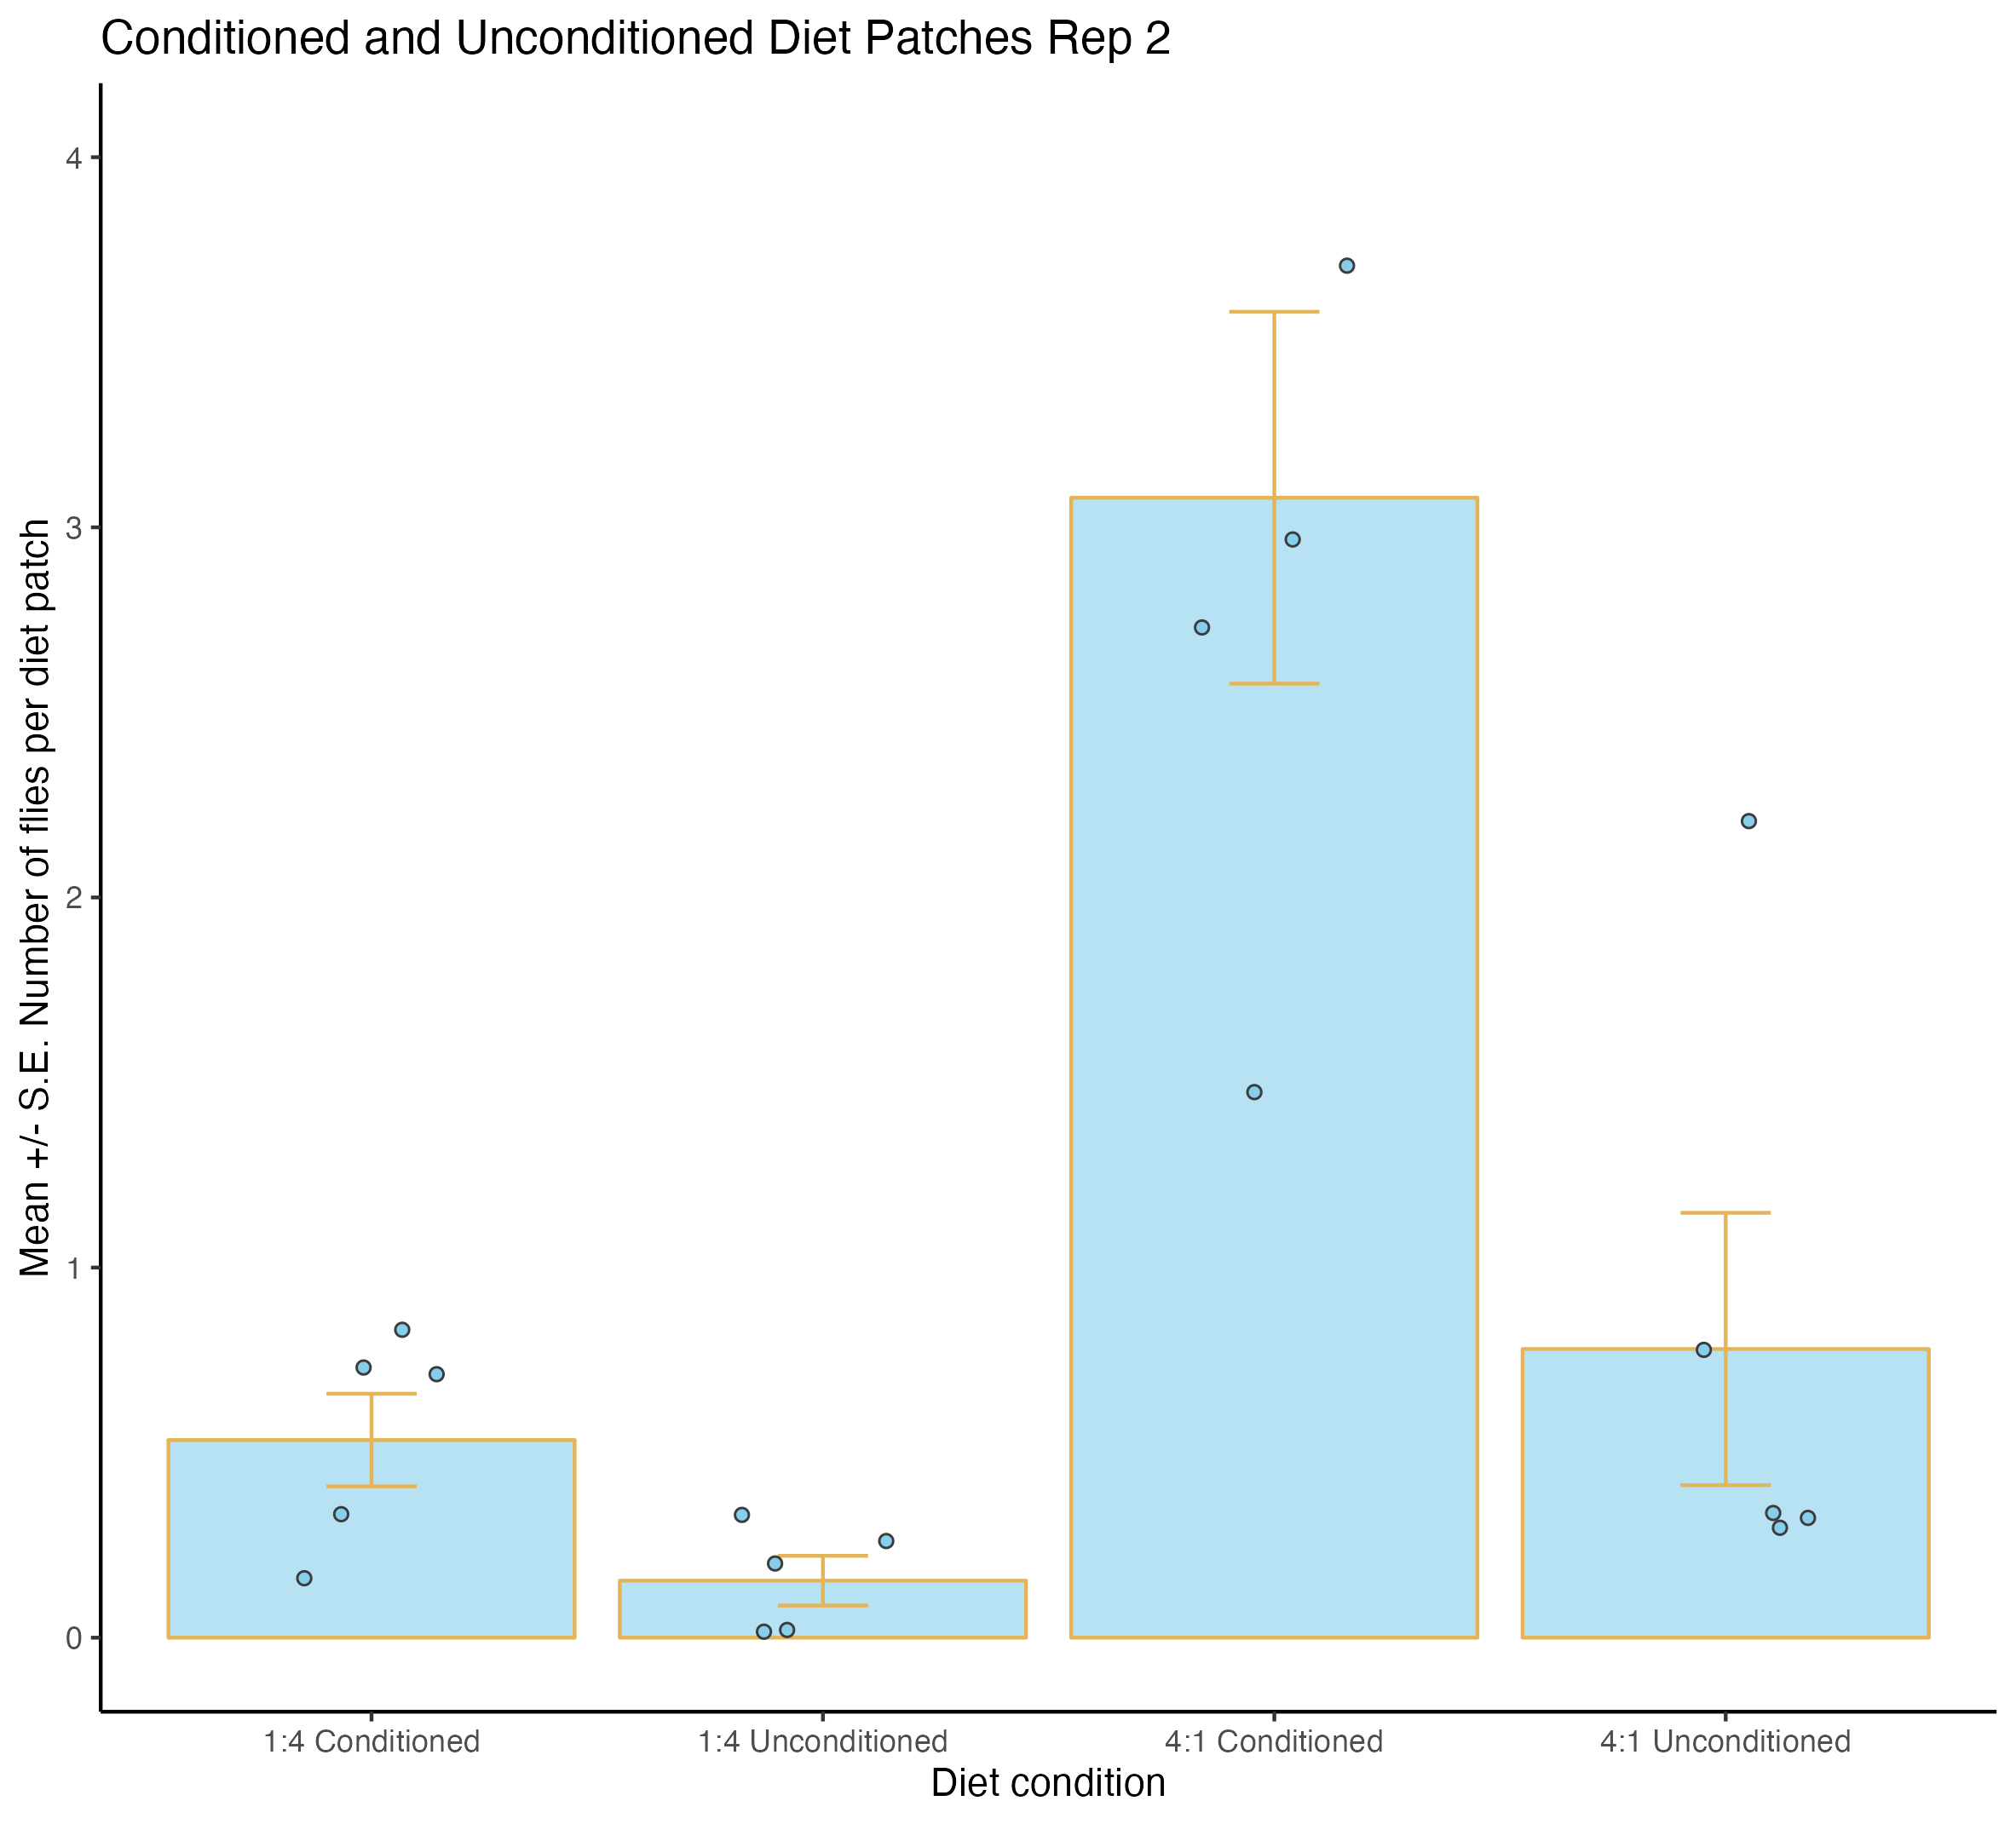 Conditioned and Unconditioned Diet Patches Rep 2
Mean +/- S.E. Number of flies per diet patch
4
3
2
1
0
1:4 Conditioned
1:4 Unconditioned
4:1 Conditioned
4:1 Unconditioned
Diet condition